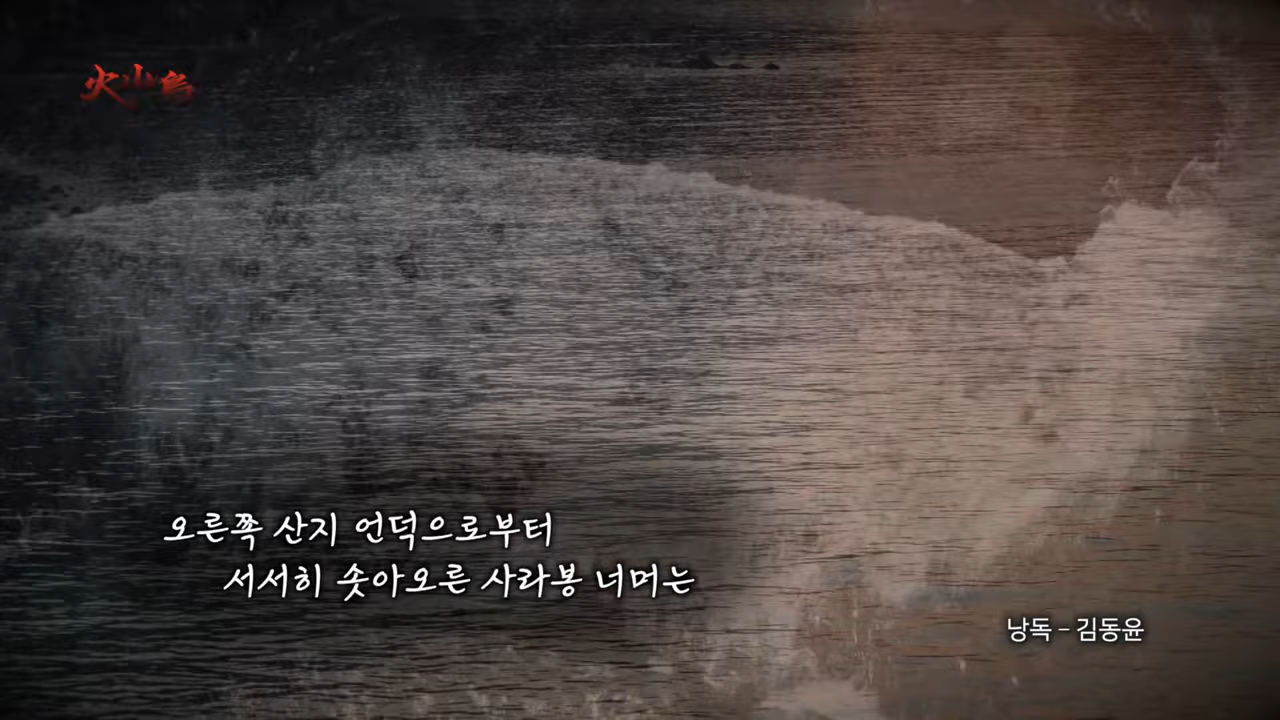 火山島
오른쪽 산지 언덕으로부터
서서히 솟아오른 사라봉 너머는
낭독 – 김동윤